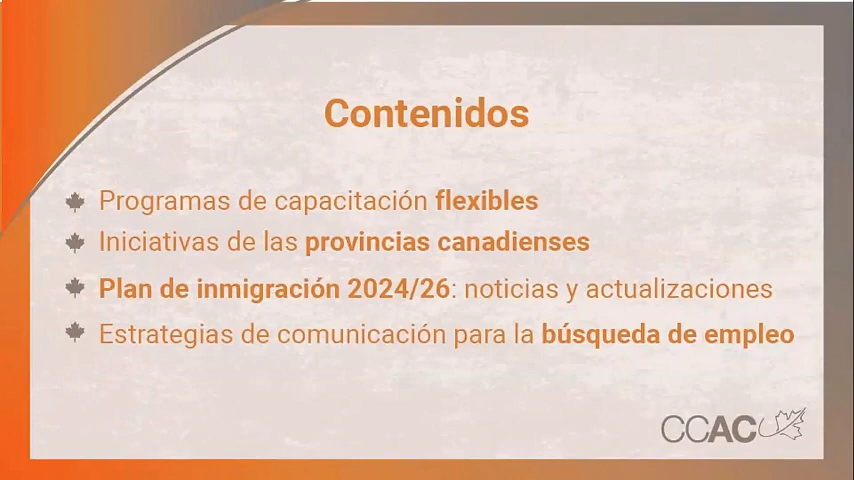 Contenidos
Programas de capacitación flexibles
Iniciativas de las provincias canadienses
Plan de inmigración 2024/26: noticias y actualizaciones
Estrategias de comunicación para la búsqueda de empleo
CCAC